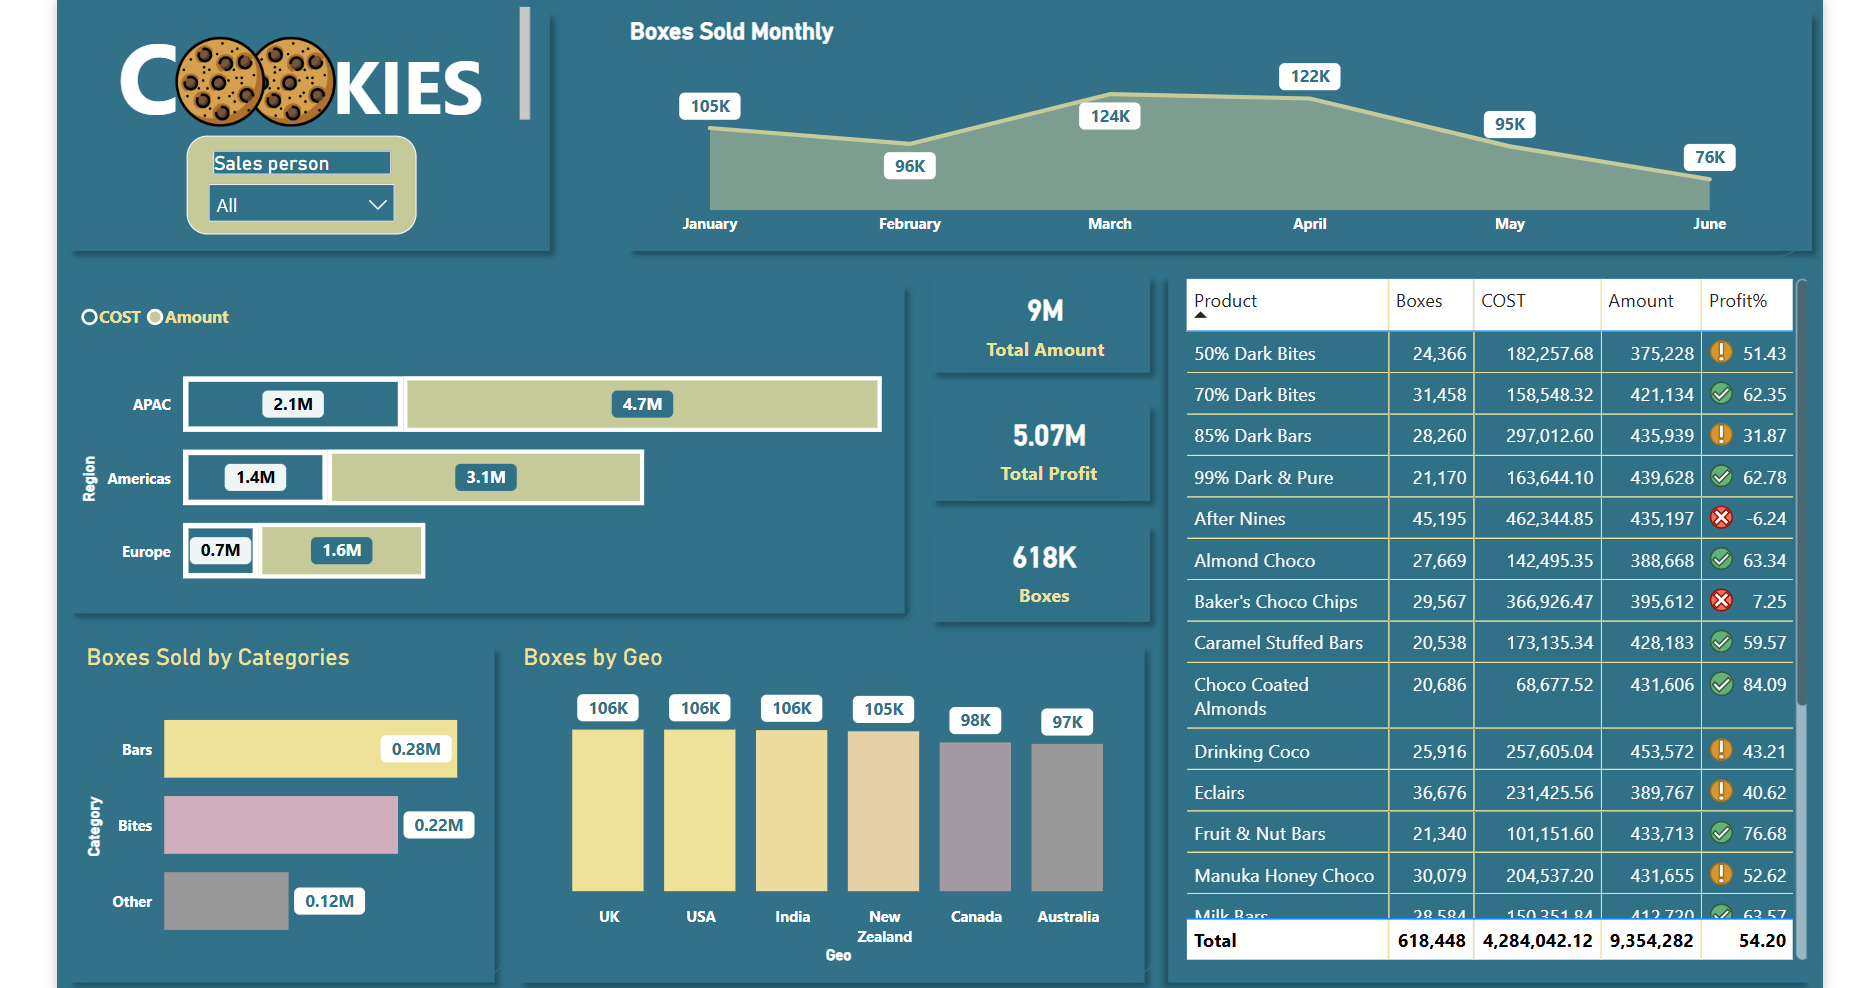 COOKIES
Sales person
All
Boxes Sold Monthly
105K
96K
124K
122K
95K
76K
January February March April May June
COST Amount
Region
APAC 2.1M 4.7M
Americas 1.4M 3.1M
Europe 0.7M 1.6M
9M
Total Amount
5.07M
Total Profit
618K
Boxes
Boxes Sold by Categories
Category
Bars 0.28M
Bites 0.22M
Other 0.12M
Boxes by Geo
106K 106K 106K 105K 98K 97K
UK USA India New Zealand Canada Australia
Geo
Product Boxes COST Amount Profit%
50% Dark Bites 24,366 182,257.68 375,228 51.43
70% Dark Bites 31,458 158,548.32 421,134 62.35
85% Dark Bars 28,260 297,012.60 435,939 31.87
99% Dark & Pure 21,170 163,644.10 439,628 62.78
After Nines 45,195 462,344.85 435,197 -6.24
Almond Choco 27,669 142,495.35 388,668 63.34
Baker's Choco Chips 29,567 366,926.47 395,612 7.25
Caramel Stuffed Bars 20,538 173,135.34 428,183 59.57
Choco Coated Almonds 20,686 68,677.52 431,606 84.09
Drinking Coco 25,916 257,605.04 453,572 43.21
Eclairs 36,676 231,425.56 389,767 40.62
Fruit & Nut Bars 21,340 101,151.60 433,713 76.68
Manuka Honey Choco 30,079 204,537.20 431,655 52.62
Milk Bars 28,584 150,351.84 412,720 63.57
Total 618,448 4,284,042.12 9,354,282 54.20